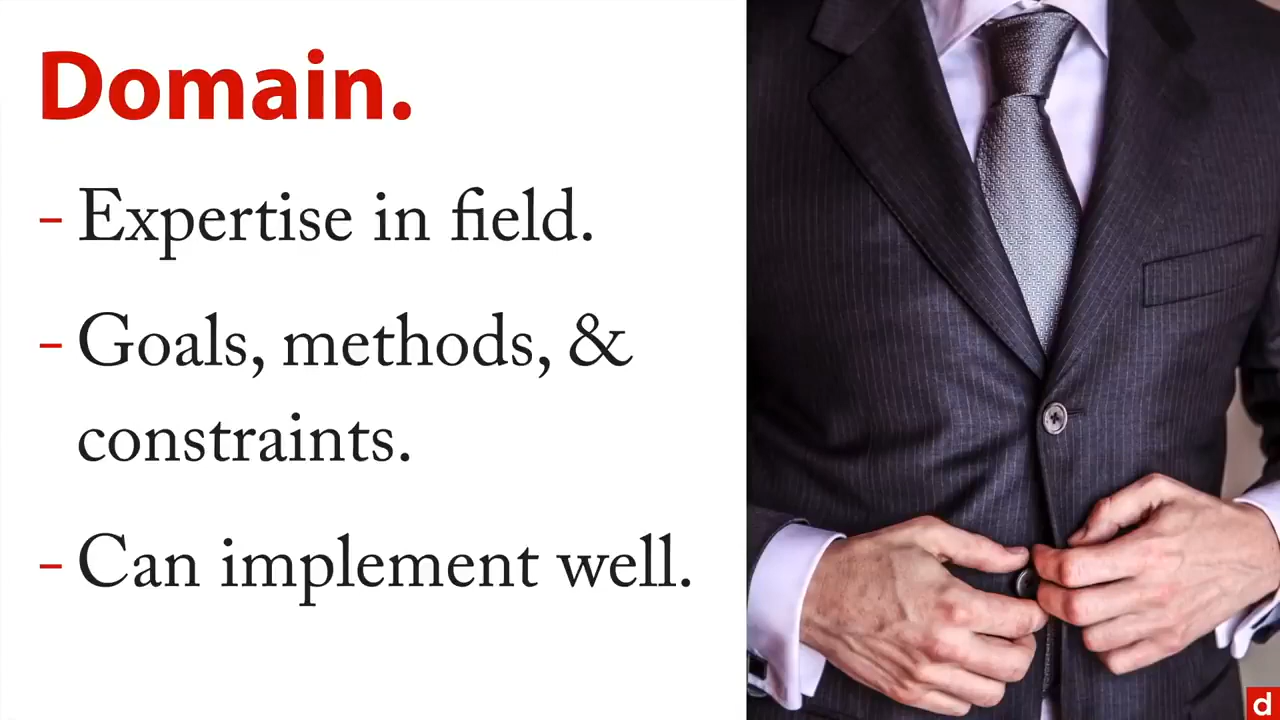 Domain.
- Expertise in field.
- Goals, methods, &
constraints.
- Can implement well.
d